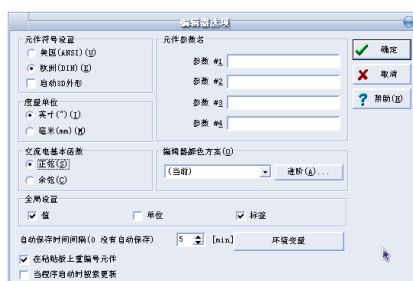 编辑器选项
元件符号设置
美国(ANSI)(U)
欧洲(DIN)(E)
启动3D外形
元件参数名
参数 #1
参数 #2
参数 #3
参数 #4
确定
取消
帮助(H)
度量单位
英寸(")(I)
毫米(mm)(M)
交流电基本函数
正弦(S)
余弦(C)
编辑器颜色方案(O)
(当前)
进阶(A)...
全局设置
值
单位
标签
自动保存时间间隔(0 没有自动保存)
5
[min]
环境变量
在粘贴板上重编号元件
当程序启动时搜索更新